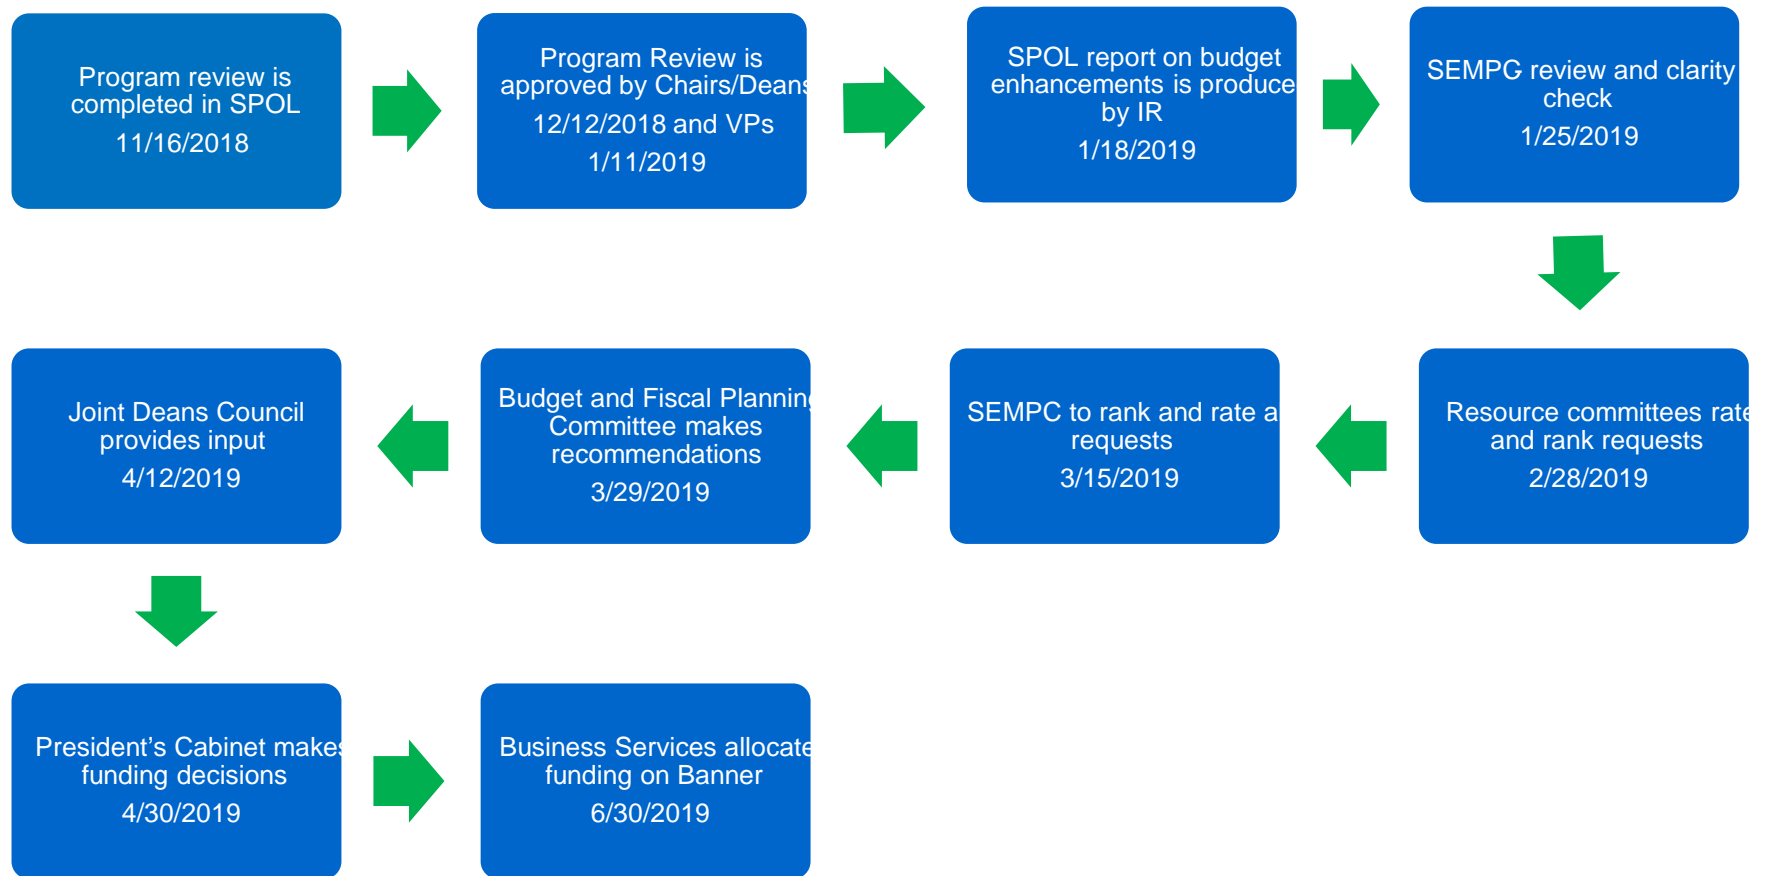 Program review is
completed in SPOL
11/16/2018
Program Review is
approved by Chairs/Deans
12/12/2018 and VPs
1/11/2019
SPOL report on budget
enhancements is produce
by IR
1/18/2019
SEMPG review and clarity
check
1/25/2019
Resource committees rate
and rank requests
2/28/2019
SEMPC to rank and rate a
requests
3/15/2019
Budget and Fiscal Planning
Committee makes
recommendations
3/29/2019
Joint Deans Council
provides input
4/12/2019
President’s Cabinet makes
funding decisions
4/30/2019
Business Services allocate
funding on Banner
6/30/2019